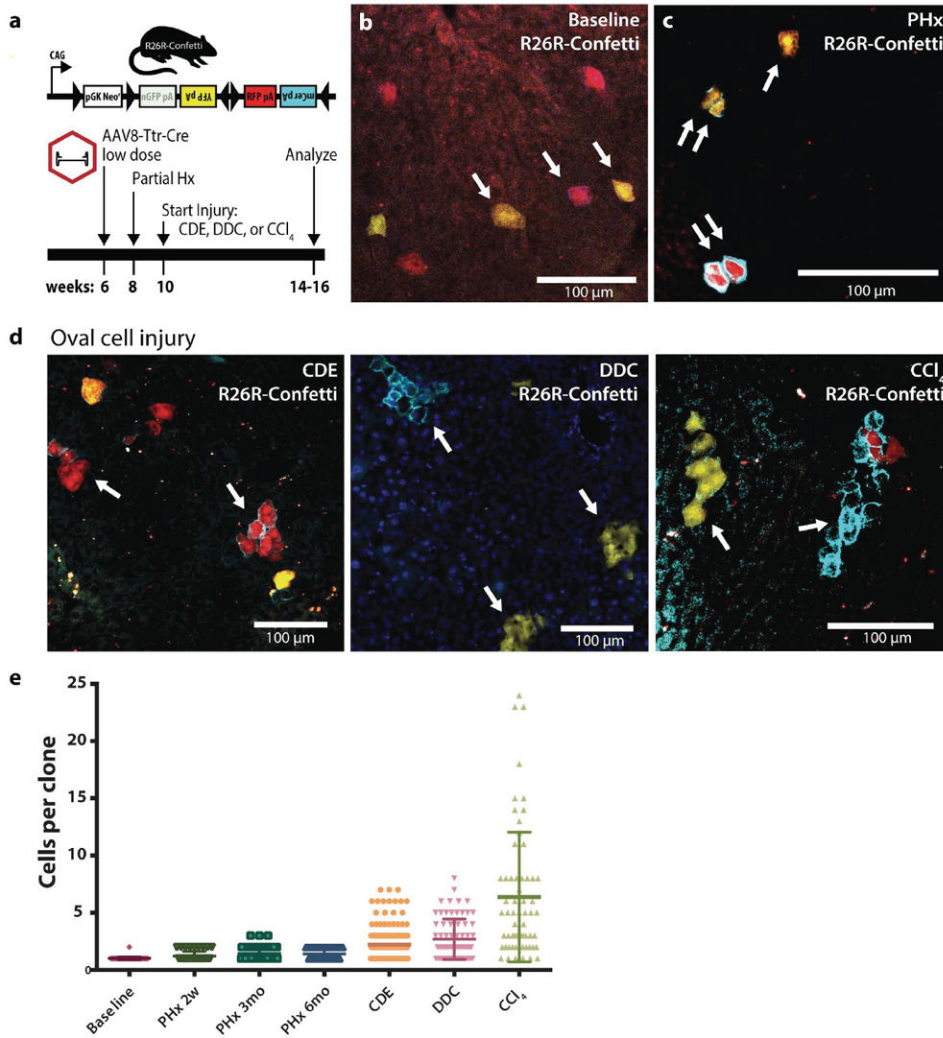 a
R26R-Confetti
CAG
pGK Neoʳ
nGFP pA
YFP pA
RFP pA
mCer pA
AAV8-Ttr-Cre
low dose
Analyze
Partial Hx
Start Injury:
CDE, DDC, or CCl₄
weeks: 6 8 10 14-16
b
Baseline
R26R-Confetti
100 µm
c
PHx
R26R-Confetti
100 µm
d Oval cell injury
CDE
R26R-Confetti
100 µm
DDC
R26R-Confetti
100 µm
CCl₄
R26R-Confetti
100 µm
e
Cells per clone
25
20
15
10
5
0
Baseline
PHx 2w
PHx 3mo
PHx 6mo
CDE
DDC
CCl₄